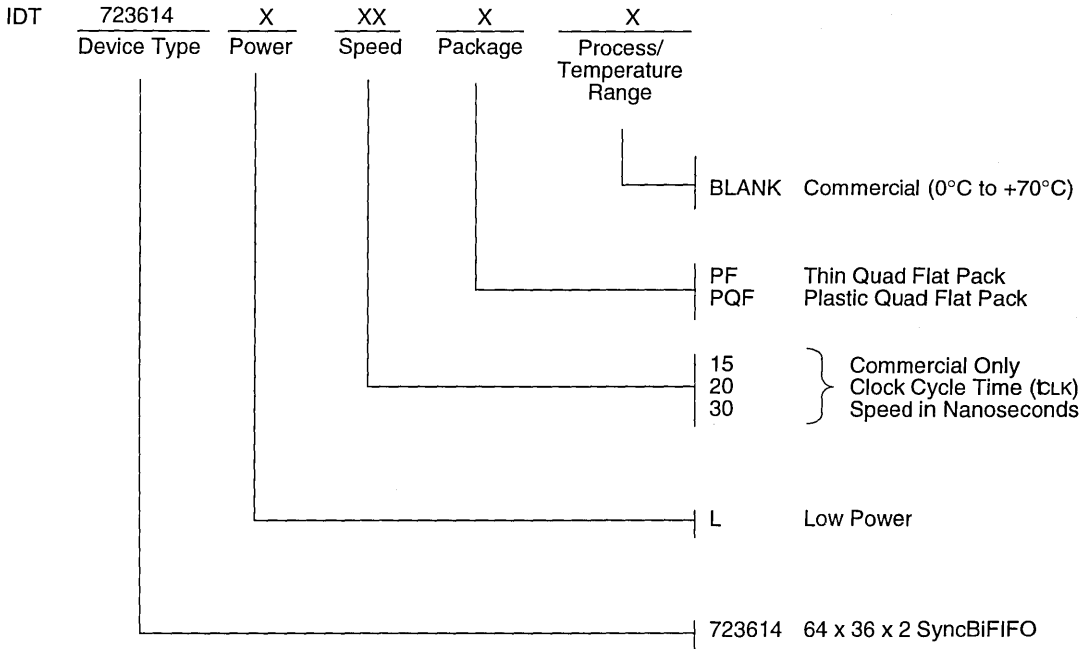 IDT 723614 X XX X X
Device Type Power Speed Package Process/
Temperature
Range
BLANK Commercial (0°C to +70°C)
PF Thin Quad Flat Pack
PQF Plastic Quad Flat Pack
15 Commercial Only
20 Clock Cycle Time (tCLK)
30 Speed in Nanoseconds
L Low Power
723614 64 x 36 x 2 SyncBiFIFO